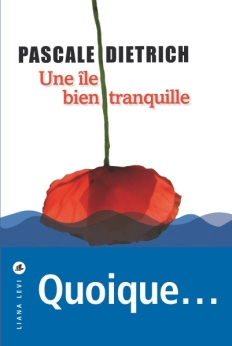 PASCALE DIETRICH
Une île
bien tranquille
Quoique...
LIANA LEVI